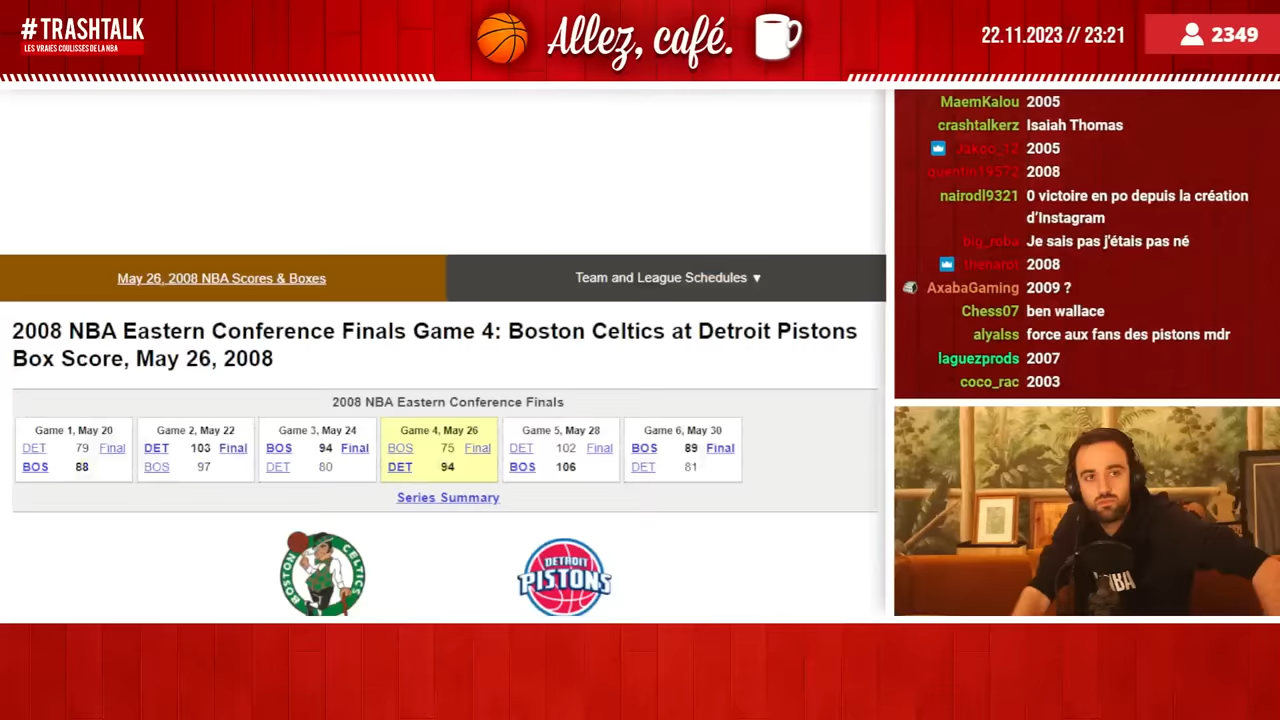 #TRASHTALK
LES VRAIES COULISSES DE LA NBA
Allez, café.
22.11.2023 // 23:21
2349
May 26, 2008 NBA Scores & Boxes
Team and League Schedules ▼
2008 NBA Eastern Conference Finals Game 4: Boston Celtics at Detroit Pistons
Box Score, May 26, 2008
2008 NBA Eastern Conference Finals
Game 1, May 20
DET 79 Final
BOS 88
Game 2, May 22
DET 103 Final
BOS 97
Game 3, May 24
BOS 94 Final
DET 80
Game 4, May 26
BOS 75 Final
DET 94
Game 5, May 28
DET 102 Final
BOS 106
Game 6, May 30
BOS 89 Final
DET 81
Series Summary
BOSTON CELTICS
DETROIT
PISTONS
MaemKalou 2005
crashtalkerz Isaiah Thomas
2005
quentin19572 2008
nairodl9321 0 victoire en po depuis la création
d'Instagram
big_roba Je sais pas j'étais pas né
thenarot 2008
AxabaGaming 2009 ?
Chess07 ben wallace
alyalss force aux fans des pistons mdr
laguezprods 2007
coco_rac 2003
NBA